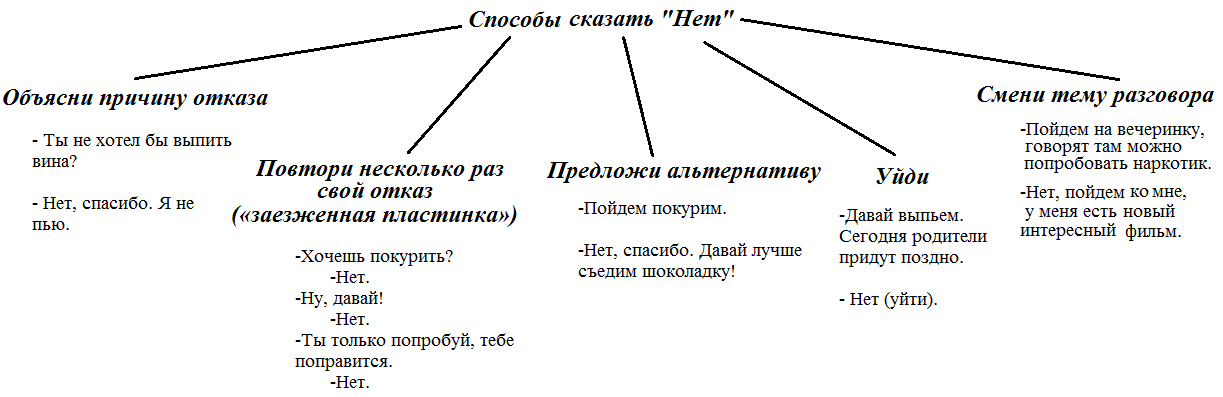 Способы сказать "Нет"
Объясни причину отказа
- Ты не хотел бы выпить
вина?
- Нет, спасибо. Я не
пью.
Повтори несколько раз
свой отказ
(«заезженная пластинка»)
-Хочешь покурить?
-Нет.
-Ну, давай!
-Нет.
-Ты только попробуй, тебе
поправится.
-Нет.
Предложи альтернативу
-Пойдем покурим.
-Нет, спасибо. Давай лучше
съедим шоколадку!
Уйди
-Давай выпьем.
Сегодня родители
придут поздно.
- Нет (уйти).
Смени тему разговора
-Пойдем на вечеринку,
говорят там можно
попробовать наркотик.
-Нет, пойдем ко мне,
у меня есть новый
интересный фильм.